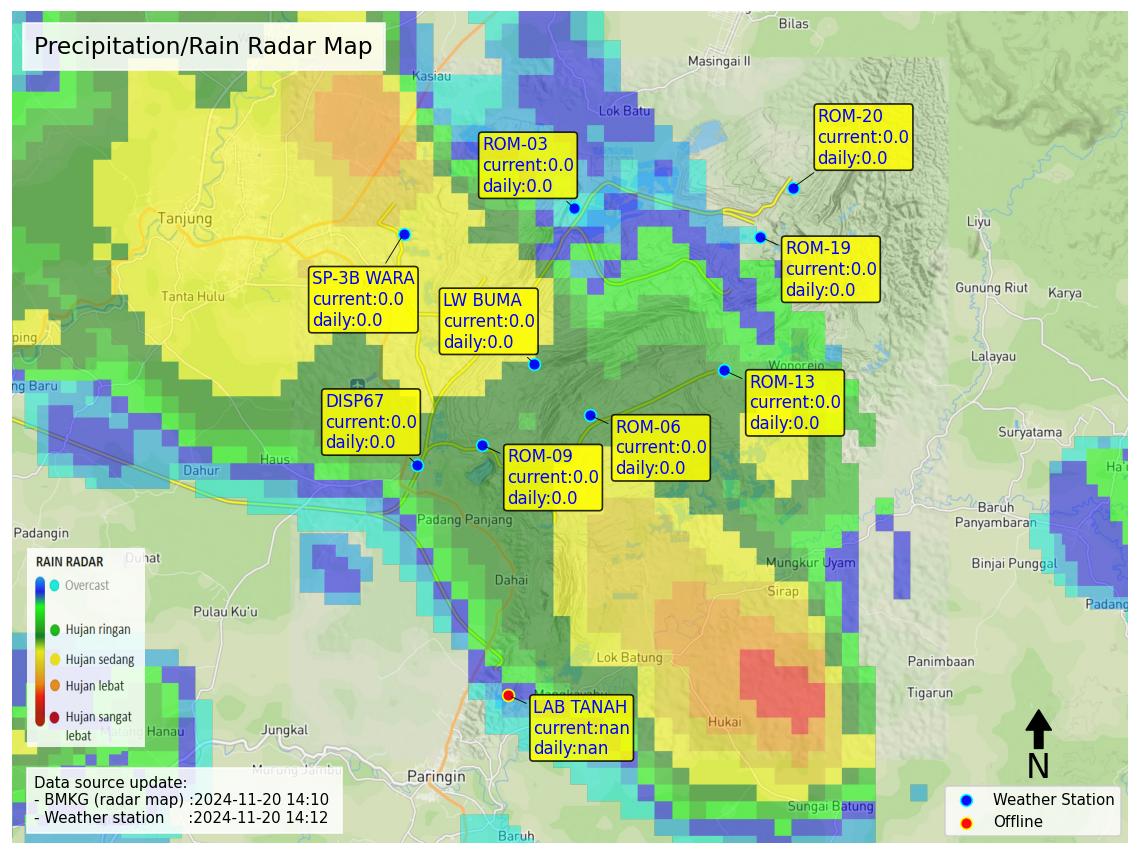 Precipitation/Rain Radar Map
Bilas
Masingai II
Kasiau
Lok Batu
ROM-20
current:0.0
daily:0.0
ROM-03
current:0.0
daily:0.0
Tanjung
Liyu
ROM-19
current:0.0
daily:0.0
SP-3B WARA
current:0.0
daily:0.0
Tanta Hulu
LW BUMA
current:0.0
daily:0.0
Gunung Riut
Karya
ping
Lalayau
Wonorejo
ng Baru
ROM-13
current:0.0
daily:0.0
DISP67
current:0.0
daily:0.0
ROM-06
current:0.0
daily:0.0
Suryatama
Haus
Dahur
ROM-09
current:0.0
daily:0.0
Ha'u
Baruh
Panyambaran
Padang Panjang
Padangin
Duhat
Mungkur Uyam
Binjai Punggal
Dahai
Sirap
Padang
Pulau Ku'u
RAIN RADAR
Overcast
Hujan ringan
Hujan sedang
Hujan lebat
Hujan sangat
lebat
Lok Batung
Panimbaan
Tigarun
LAB TANAH
current:nan
daily:nan
Hukai
Matang Hanau
Jungkal
Murung Jambu
Paringin
N
Data source update:
- BMKG (radar map) :2024-11-20 14:10
- Weather station :2024-11-20 14:12
Sungai Batung
Baruh
Weather Station
Offline